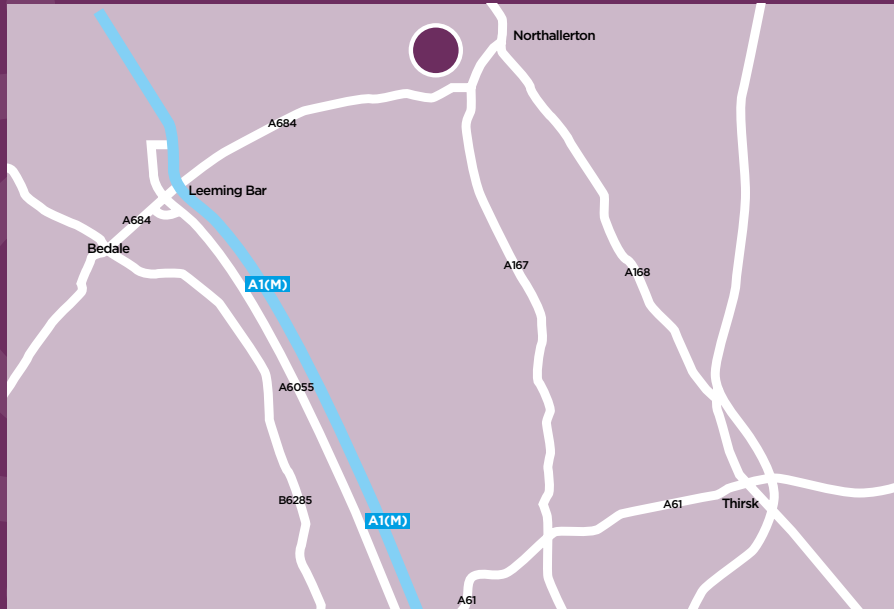 Northallerton
A684
Leeming Bar
A684
Bedale
A167
A168
A1(M)
A6055
B6285
A61
Thirsk
A1(M)
A61